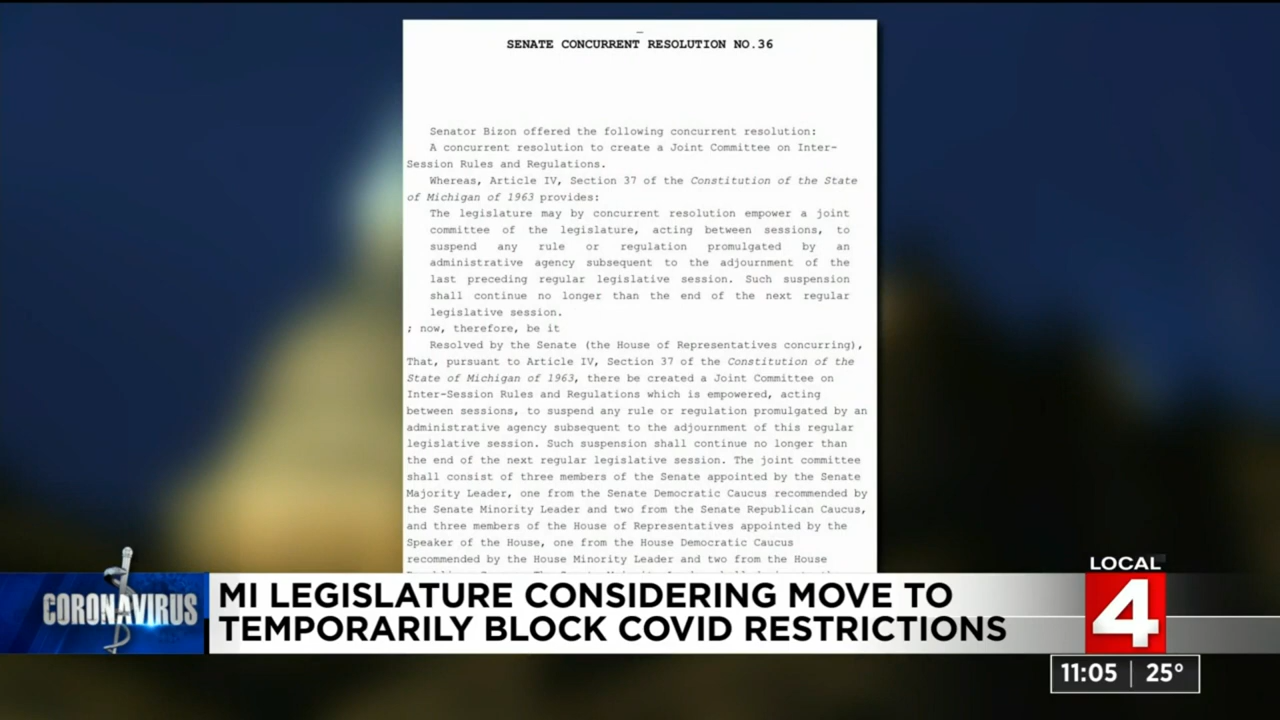 SENATE CONCURRENT RESOLUTION NO.36
Senator Bizon offered the following concurrent resolution:
A concurrent resolution to create a Joint Committee on Inter-
Session Rules and Regulations.
Whereas, Article IV, Section 37 of the Constitution of the State
of Michigan of 1963 provides:
The legislature may by concurrent resolution empower a joint
committee of the legislature, acting between sessions, to
suspend any rule or regulation promulgated by an
administrative agency subsequent to the adjournment of the
last preceding regular legislative session. Such suspension
shall continue no longer than the end of the next regular
legislative session.
; now, therefore, be it
Resolved by the Senate (the House of Representatives concurring),
That, pursuant to Article IV, Section 37 of the Constitution of the
State of Michigan of 1963, there be created a Joint Committee on
Inter-Session Rules and Regulations which is empowered, acting
between sessions, to suspend any rule or regulation promulgated by an
administrative agency subsequent to the adjournment of this regular
legislative session. Such suspension shall continue no longer than
the end of the next regular legislative session. The joint committee
shall consist of three members of the Senate appointed by the Senate
Majority Leader, one from the Senate Democratic Caucus recommended by
the Senate Minority Leader and two from the Senate Republican Caucus,
and three members of the House of Representatives appointed by the
Speaker of the House, one from the House Democratic Caucus
recommended by the House Minority Leader and two from the House
CORONAVIRUS
MI LEGISLATURE CONSIDERING MOVE TO
TEMPORARILY BLOCK COVID RESTRICTIONS
LOCAL
4
11:05 25°